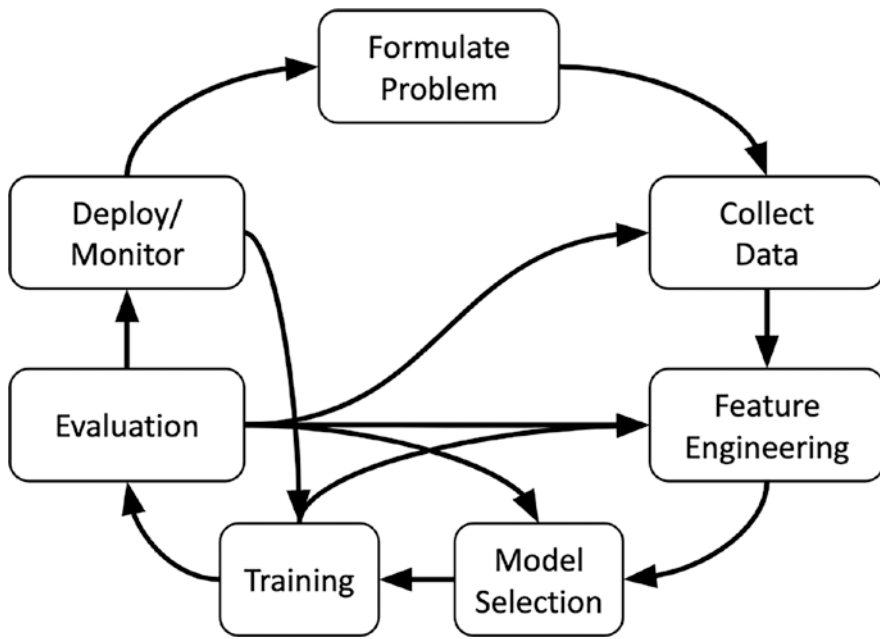 Formulate
Problem
Deploy/
Monitor
Collect
Data
Evaluation
Feature
Engineering
Training
Model
Selection